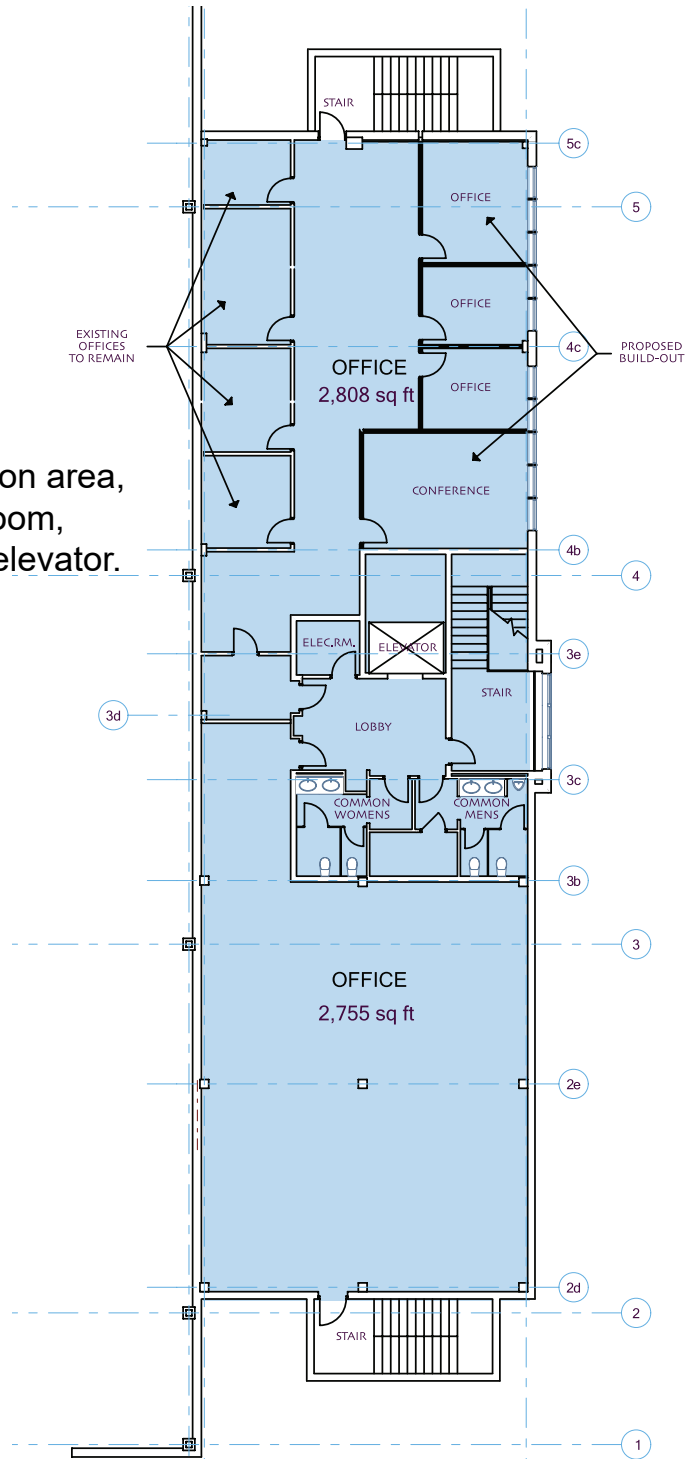 STAIR
5c
OFFICE
5
OFFICE
EXISTING
OFFICES
TO REMAIN
4c
PROPOSED
BUILD-OUT
OFFICE
2,808 sq ft
OFFICE
on area,
oom,
elevator.
CONFERENCE
4b
4
ELEC.RM.
ELEVATOR
3e
STAIR
3d
LOBBY
3c
COMMON
WOMENS
COMMON
MENS
3b
3
OFFICE
2,755 sq ft
2e
2d
2
STAIR
1